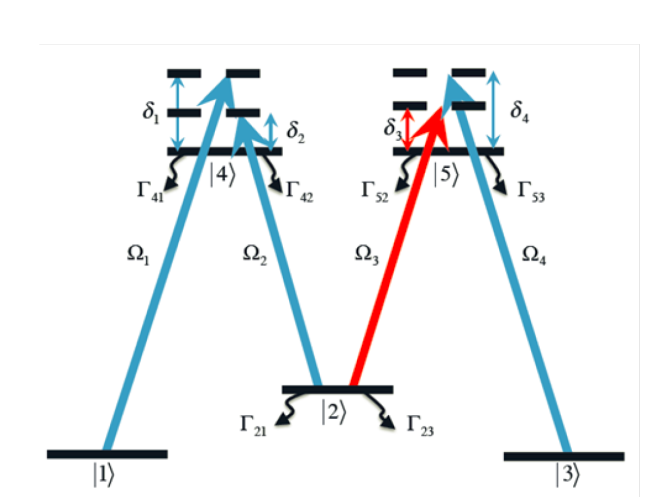 δ₁ δ₂ δ₃ δ₄
|4⟩ |5⟩
Γ₄₁ Γ₄₂ Γ₅₂ Γ₅₃
Ω₁ Ω₂ Ω₃ Ω₄
|2⟩
Γ₂₁ Γ₂₃
|1⟩ |3⟩